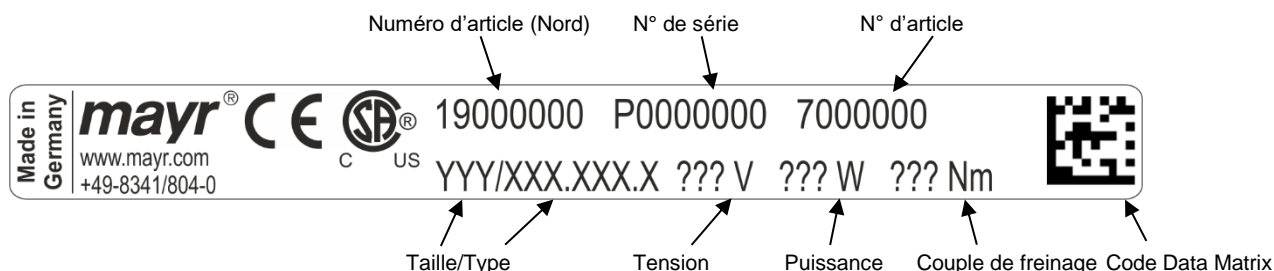 Numéro d'article (Nord) N° de série N° d'article
Made in
Germany
mayr®
www.mayr.com
+49-8341/804-0
CE
SA®
C US
19000000 P0000000 7000000
YYY/XXX.XXX.X ??? V ??? W ??? Nm
Taille/Type Tension Puissance Couple de freinage Code Data Matrix